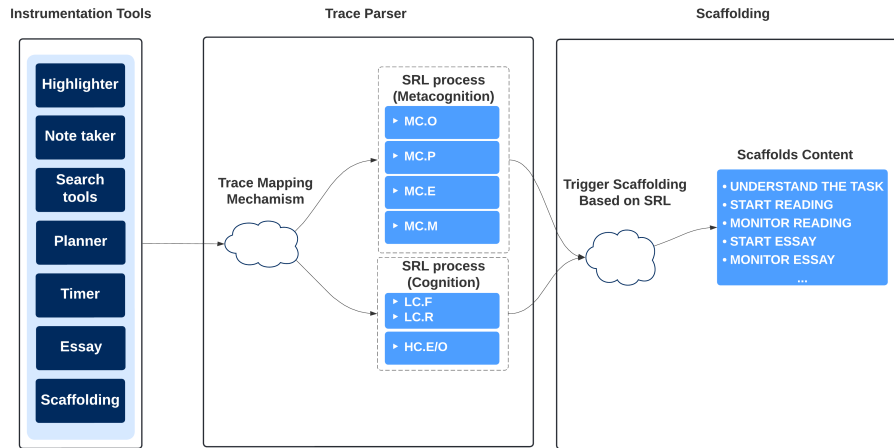 Instrumentation Tools
Highlighter
Note taker
Search
tools
Planner
Timer
Essay
Scaffolding
Trace Parser
Trace Mapping
Mechamism
SRL process
(Metacognition)
MC.O
MC.P
MC.E
MC.M
SRL process
(Cognition)
LC.F
LC.R
HC.E/O
Scaffolding
Trigger Scaffolding
Based on SRL
Scaffolds Content
• UNDERSTAND THE TASK
• START READING
• MONITOR READING
• START ESSAY
• MONITOR ESSAY
...